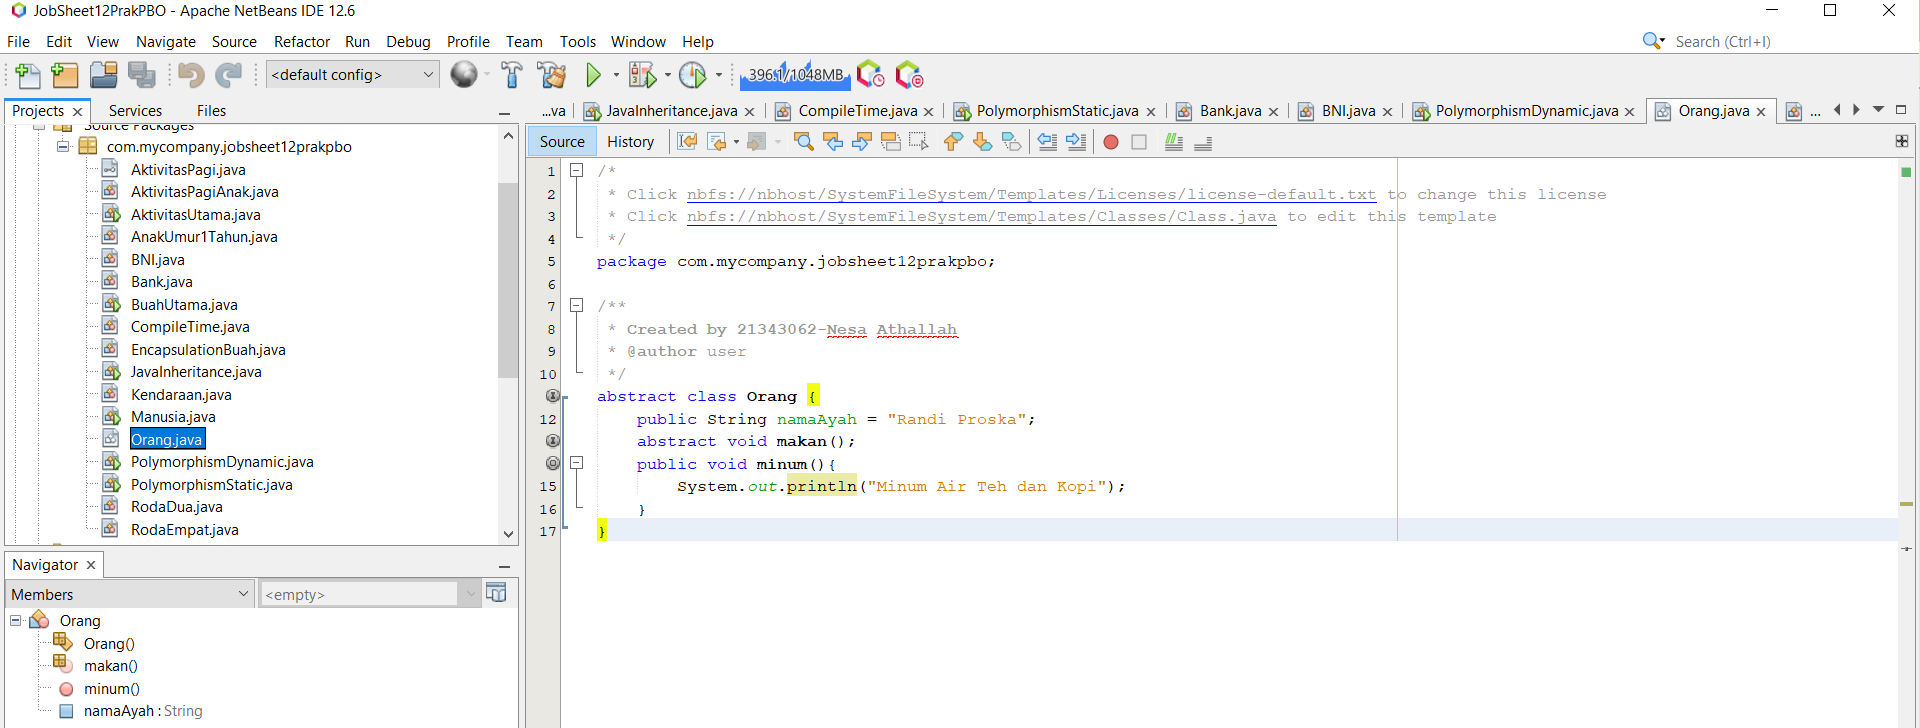 JobSheet12PrakPBO - Apache NetBeans IDE 12.6
File Edit View Navigate Source Refactor Run Debug Profile Team Tools Window Help
Search (Ctrl+I)
<default config>
396.1/1048MB
Projects Services Files
...va JavaInheritance.java CompileTime.java PolymorphismStatic.java Bank.java BNI.java PolymorphismDynamic.java Orang.java ...
Source Packages
com.mycompany.jobsheet12prakpbo
AktivitasPagi.java
AktivitasPagiAnak.java
AktivitasUtama.java
AnakUmur1Tahun.java
BNI.java
Bank.java
BuahUtama.java
CompileTime.java
EncapsulationBuah.java
JavaInheritance.java
Kendaraan.java
Manusia.java
Orang.java
PolymorphismDynamic.java
PolymorphismStatic.java
RodaDua.java
RodaEmpat.java
Navigator
Members
<empty>
Orang
Orang()
makan()
minum()
namaAyah : String
Source History
1 /*
2 * Click nbfs://nbhost/SystemFileSystem/Templates/Licenses/license-default.txt to change this license
3 * Click nbfs://nbhost/SystemFileSystem/Templates/Classes/Class.java to edit this template
4 */
5 package com.mycompany.jobsheet12prakpbo;
6
7 /**
8 * Created by 21343062-Nesa Athallah
9 * @author user
10 */
abstract class Orang {
12 public String namaAyah = "Randi Proska";
abstract void makan();
public void minum(){
15 System.out.println("Minum Air Teh dan Kopi");
16 }
17 }